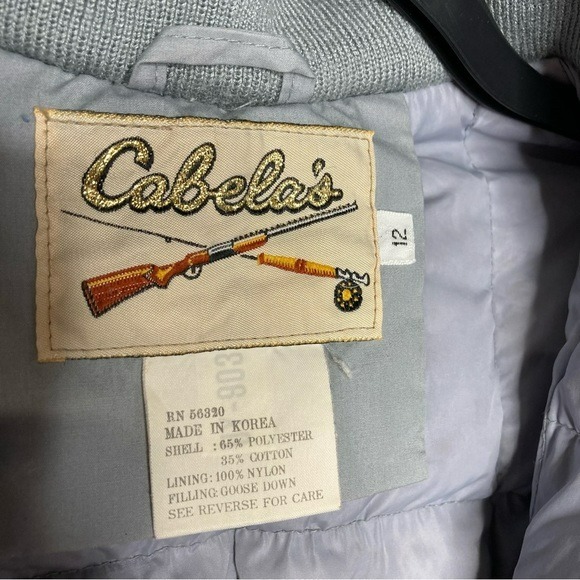 Cabela's
12
RN 56320
MADE IN KOREA
SHELL : 65% POLYESTER
35% COTTON
LINING: 100% NYLON
FILLING: GOOSE DOWN
SEE REVERSE FOR CARE